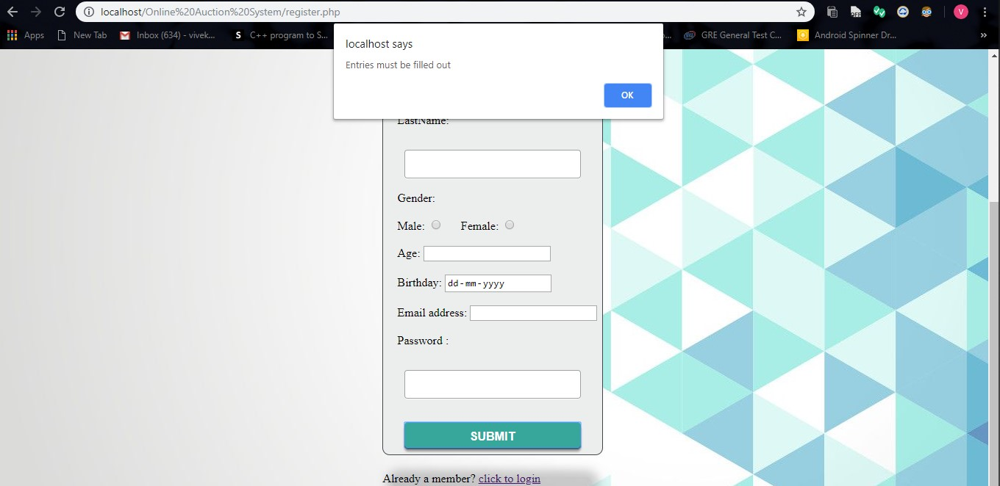 localhost/Online%20Auction%20System/register.php
OFF
V
Apps
New Tab
Inbox (634) - vivek...
S
C++ program to S...
GRE General Test C...
Android Spinner Dr...
»
localhost says
Entries must be filled out
OK
LastName:
Gender:
Male:
Female:
Age:
Birthday: dd-mm-yyyy
Email address:
Password :
SUBMIT
Already a member? click to login